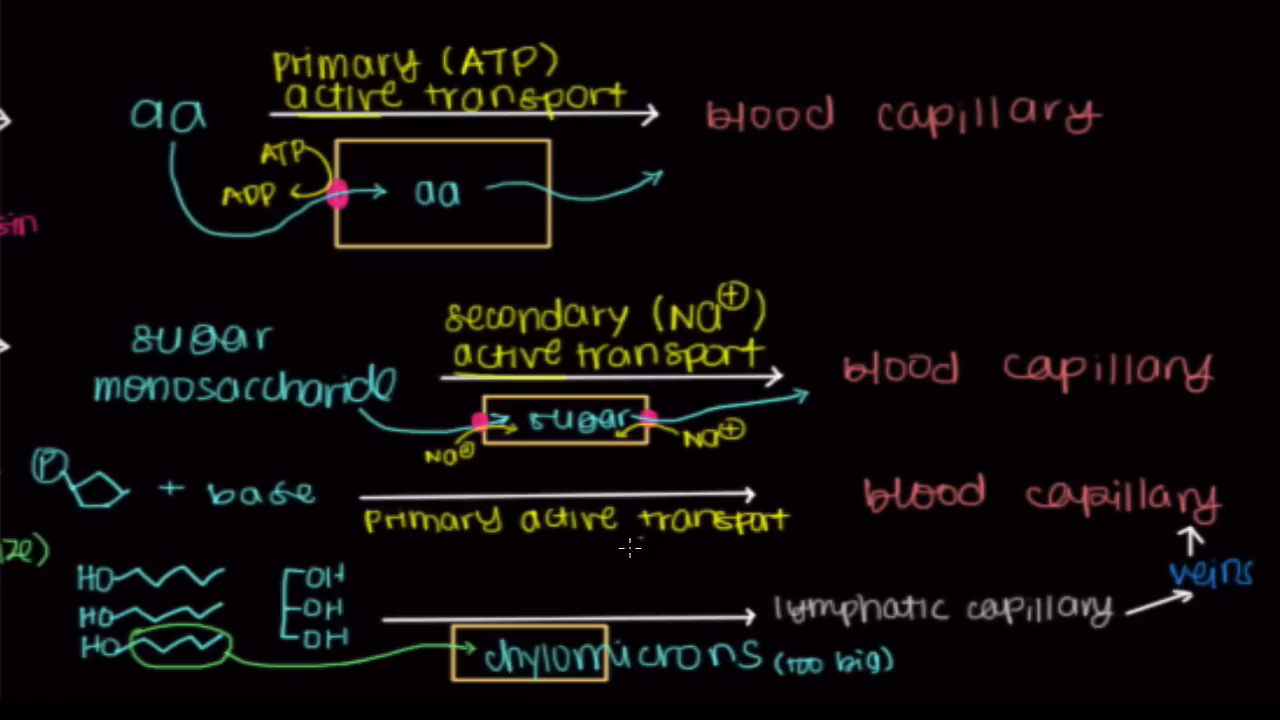 primary (ATP)
active transport
aa
blood capillary
ATP
ADP
aa
sin
secondary (Na⊕)
active transport
sugar
monosaccharide
blood capillary
sugar
Na⊕
Na⊕
P
+ base
blood capillary
primary active transport
ize)
veins
HO
OH
HO
OH
HO
OH
lymphatic capillary
chylomicrons (too big)